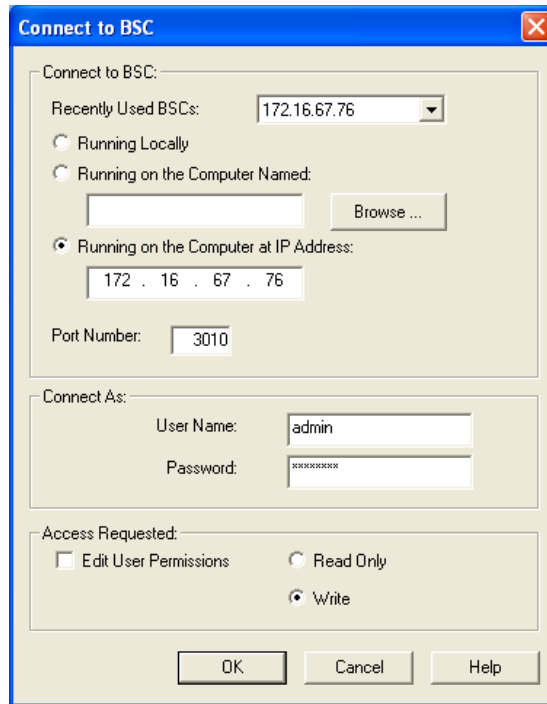 Connect to BSC
Connect to BSC:
Recently Used BSCs: 172.16.67.76
Running Locally
Running on the Computer Named:
Browse ...
Running on the Computer at IP Address:
172 . 16 . 67 . 76
Port Number: 3010
Connect As:
User Name: admin
Password: ********
Access Requested:
Edit User Permissions Read Only
Write
OK Cancel Help